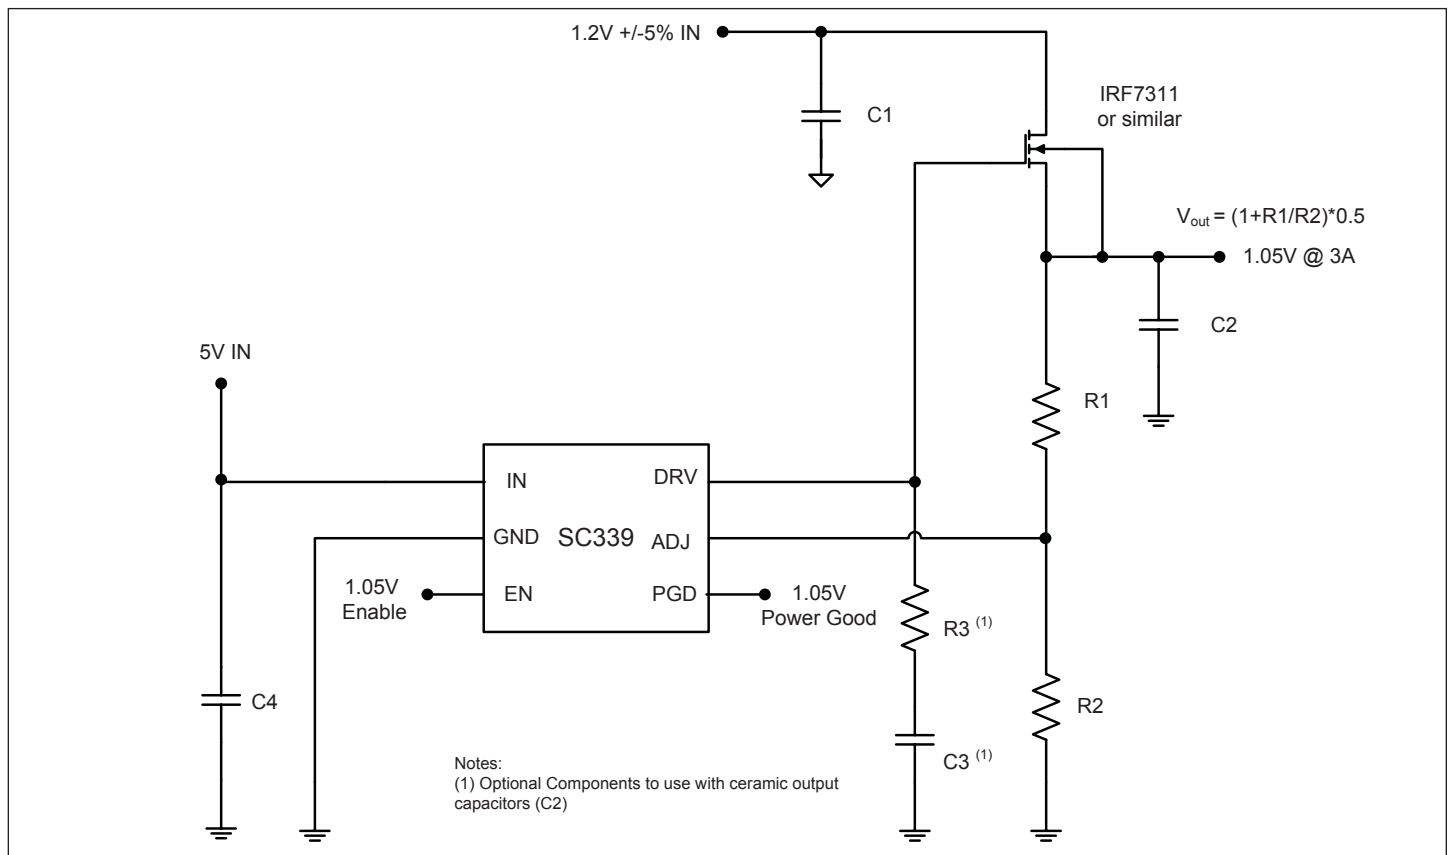 1.2V +/-5% IN
C1
IRF7311
or similar
Vout = (1+R1/R2)*0.5
1.05V @ 3A
C2
5V IN
R1
IN
DRV
GND
SC339
ADJ
1.05V
Enable
EN
PGD
1.05V
Power Good
R3 (1)
C4
R2
C3 (1)
Notes:
(1) Optional Components to use with ceramic output
capacitors (C2)